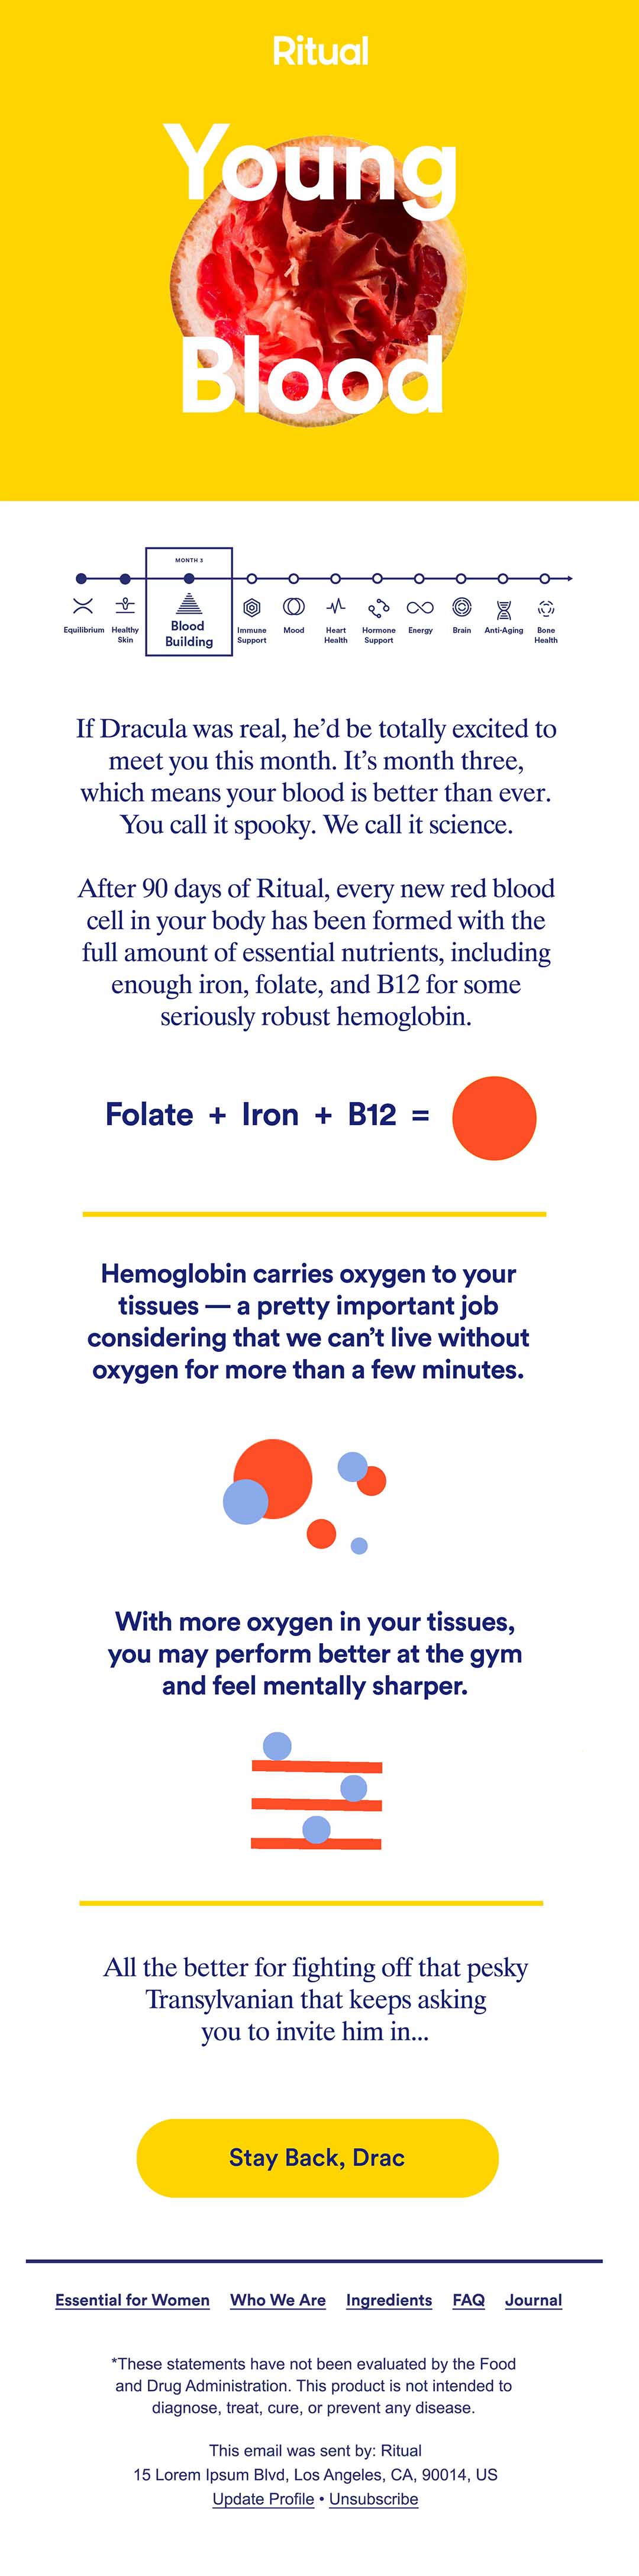 Ritual
Young
Blood
MONTH 3
Equilibrium
Healthy
Skin
Blood
Building
Immune
Support
Mood
Heart
Health
Hormone
Support
Energy
Brain
Anti-Aging
Bone
Health
If Dracula was real, he’d be totally excited to
meet you this month. It’s month three,
which means your blood is better than ever.
You call it spooky. We call it science.
After 90 days of Ritual, every new red blood
cell in your body has been formed with the
full amount of essential nutrients, including
enough iron, folate, and B12 for some
seriously robust hemoglobin.
Folate + Iron + B12 =
Hemoglobin carries oxygen to your
tissues — a pretty important job
considering that we can’t live without
oxygen for more than a few minutes.
With more oxygen in your tissues,
you may perform better at the gym
and feel mentally sharper.
All the better for fighting off that pesky
Transylvanian that keeps asking
you to invite him in...
Stay Back, Drac
Essential for Women Who We Are Ingredients FAQ Journal
*These statements have not been evaluated by the Food
and Drug Administration. This product is not intended to
diagnose, treat, cure, or prevent any disease.
This email was sent by: Ritual
15 Lorem Ipsum Blvd, Los Angeles, CA, 90014, US
Update Profile • Unsubscribe